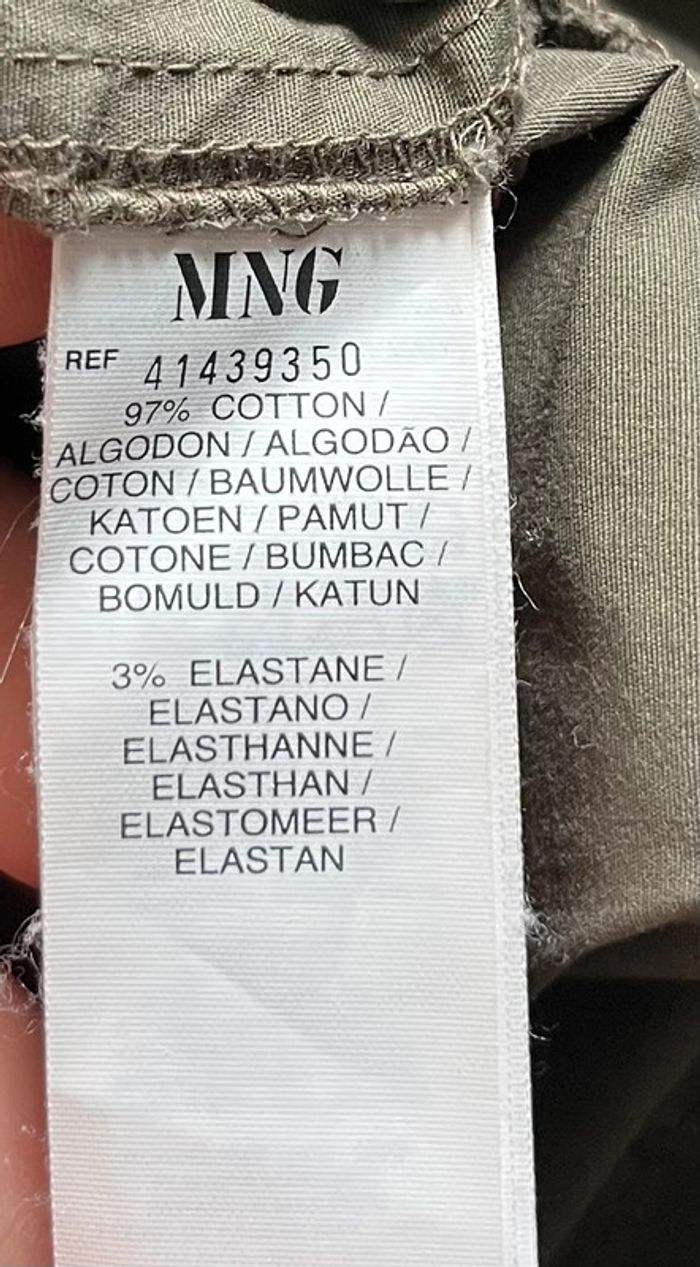 MNG
REF 41439350
97% COTTON /
ALGODON / ALGODÃO /
COTON / BAUMWOLLE /
KATOEN / PAMUT /
COTONE / BUMBAC /
BOMULD / KATUN
3% ELASTANE /
ELASTANO /
ELASTHANNE /
ELASTHAN /
ELASTOMEER /
ELASTAN